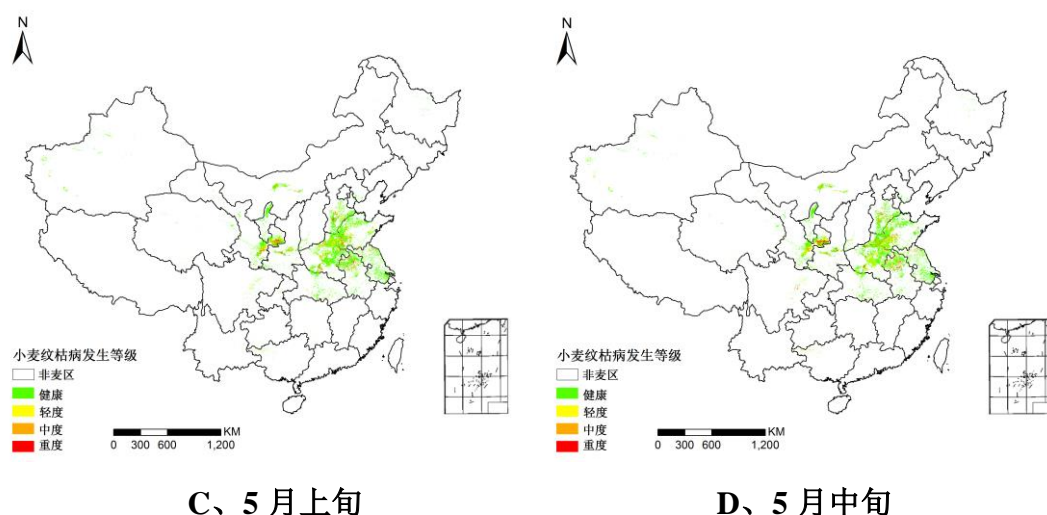 N
小麦纹枯病发生等级
非麦区
健康
轻度
中度
重度
KM
0 300 600 1,200
C、5 月上旬
N
小麦纹枯病发生等级
非麦区
健康
轻度
中度
重度
KM
0 300 600 1,200
D、5 月中旬